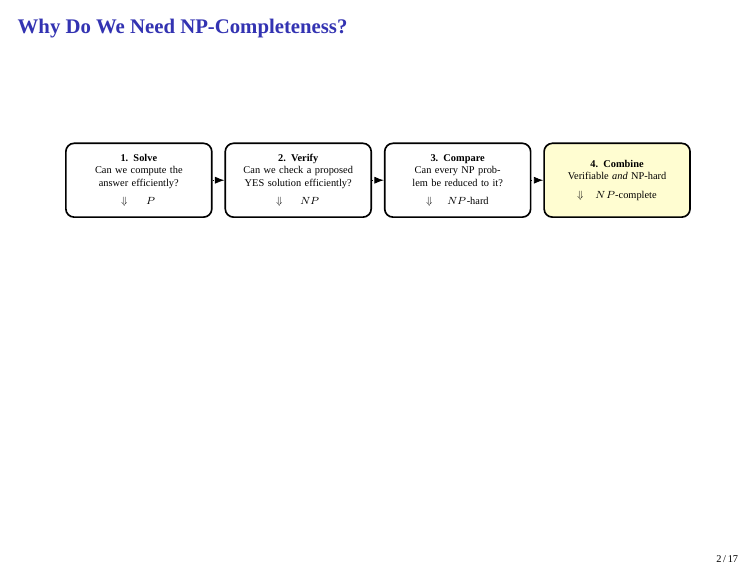 Why Do We Need NP-Completeness?
1. Solve
Can we compute the
answer efficiently?
⇓ P
2. Verify
Can we check a proposed
YES solution efficiently?
⇓ NP
3. Compare
Can every NP prob-
lem be reduced to it?
⇓ NP-hard
4. Combine
Verifiable and NP-hard
⇓ NP-complete
2 / 17